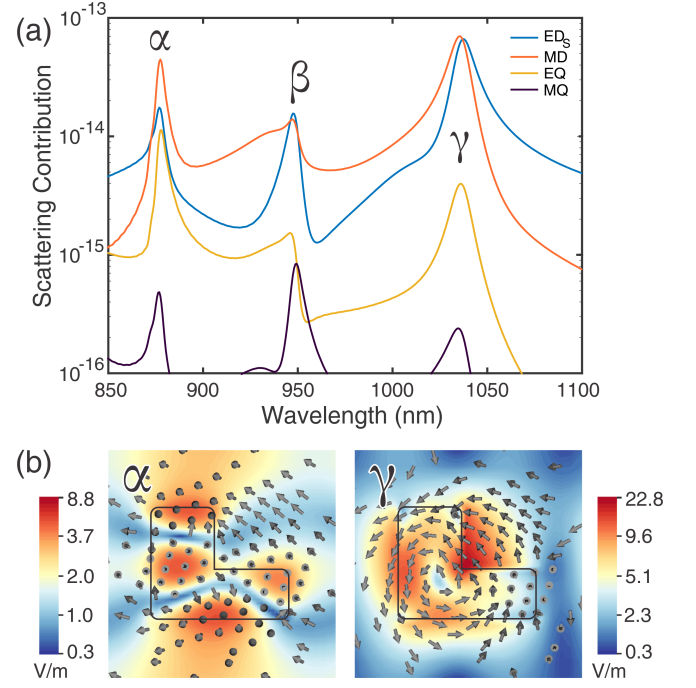 (a)
10^-13
10^-14
10^-15
10^-16
Scattering Contribution
α
β
γ
ED_S
MD
EQ
MQ
850 900 950 1000 1050 1100
Wavelength (nm)
(b)
α
γ
8.8
3.7
2.0
1.0
0.3
V/m
22.8
9.6
5.1
2.3
0.3
V/m